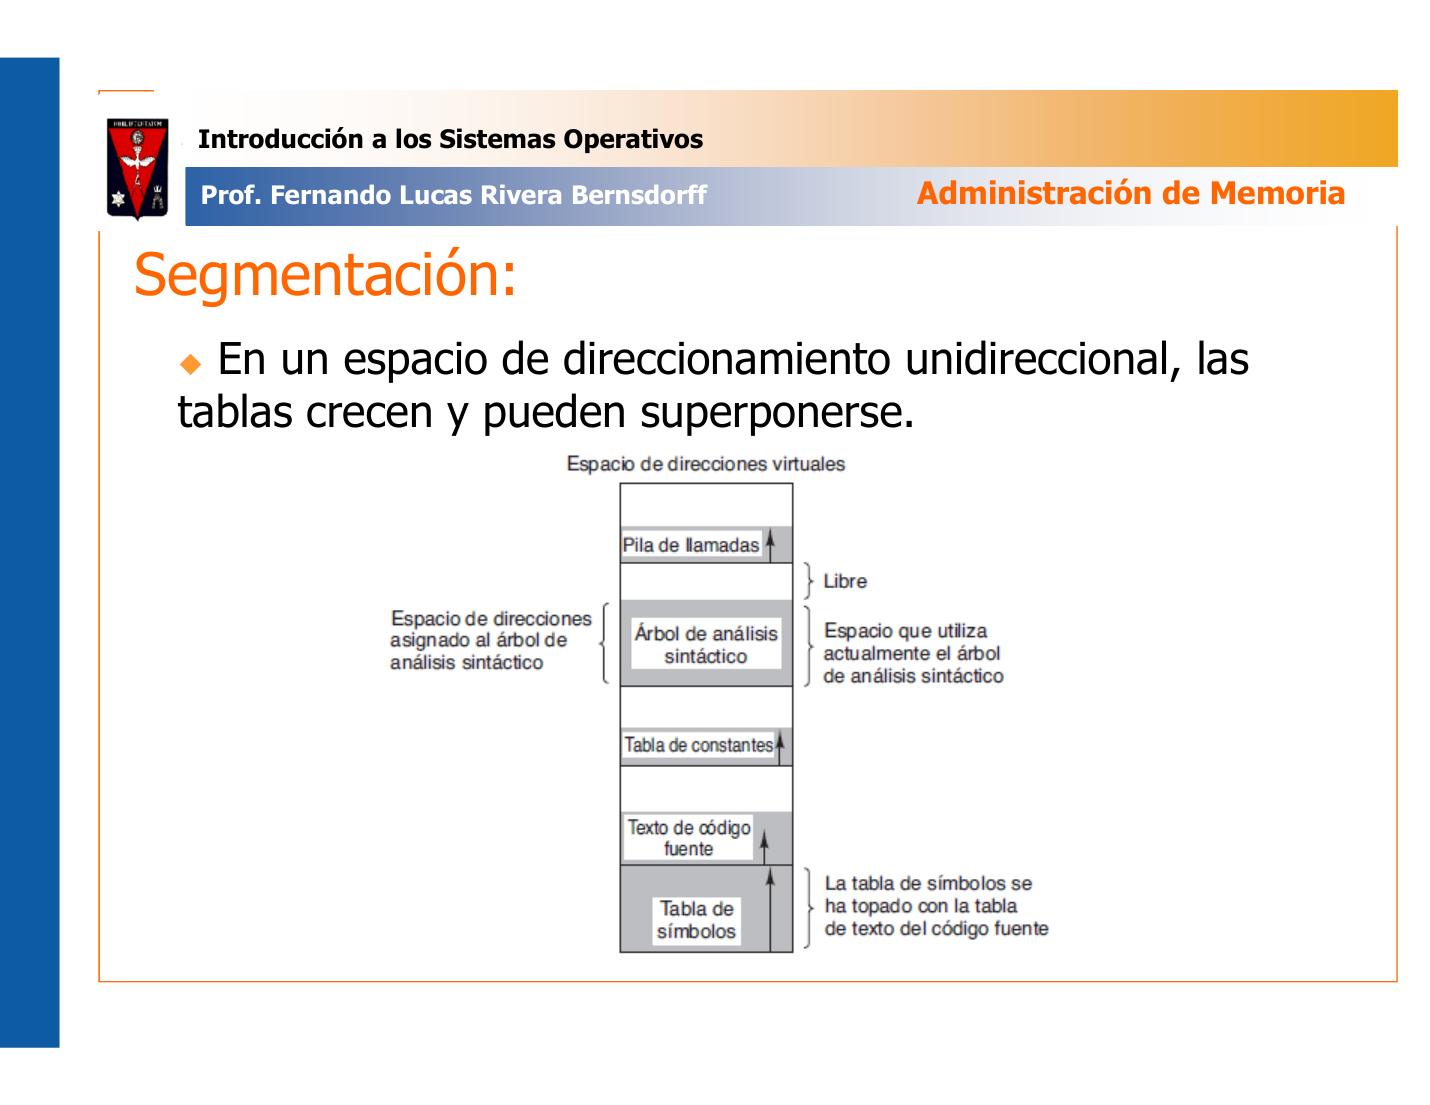 Introducción a los Sistemas Operativos
Prof. Fernando Lucas Rivera Bernsdorff
Administración de Memoria
Segmentación:
En un espacio de direccionamiento unidireccional, las
tablas crecen y pueden superponerse.
Espacio de direcciones virtuales
Pila de llamadas
Libre
Espacio de direcciones
asignado al árbol de
análisis sintáctico
Árbol de análisis
sintáctico
Espacio que utiliza
actualmente el árbol
de análisis sintáctico
Tabla de constantes
Texto de código
fuente
Tabla de
símbolos
La tabla de símbolos se
ha topado con la tabla
de texto del código fuente